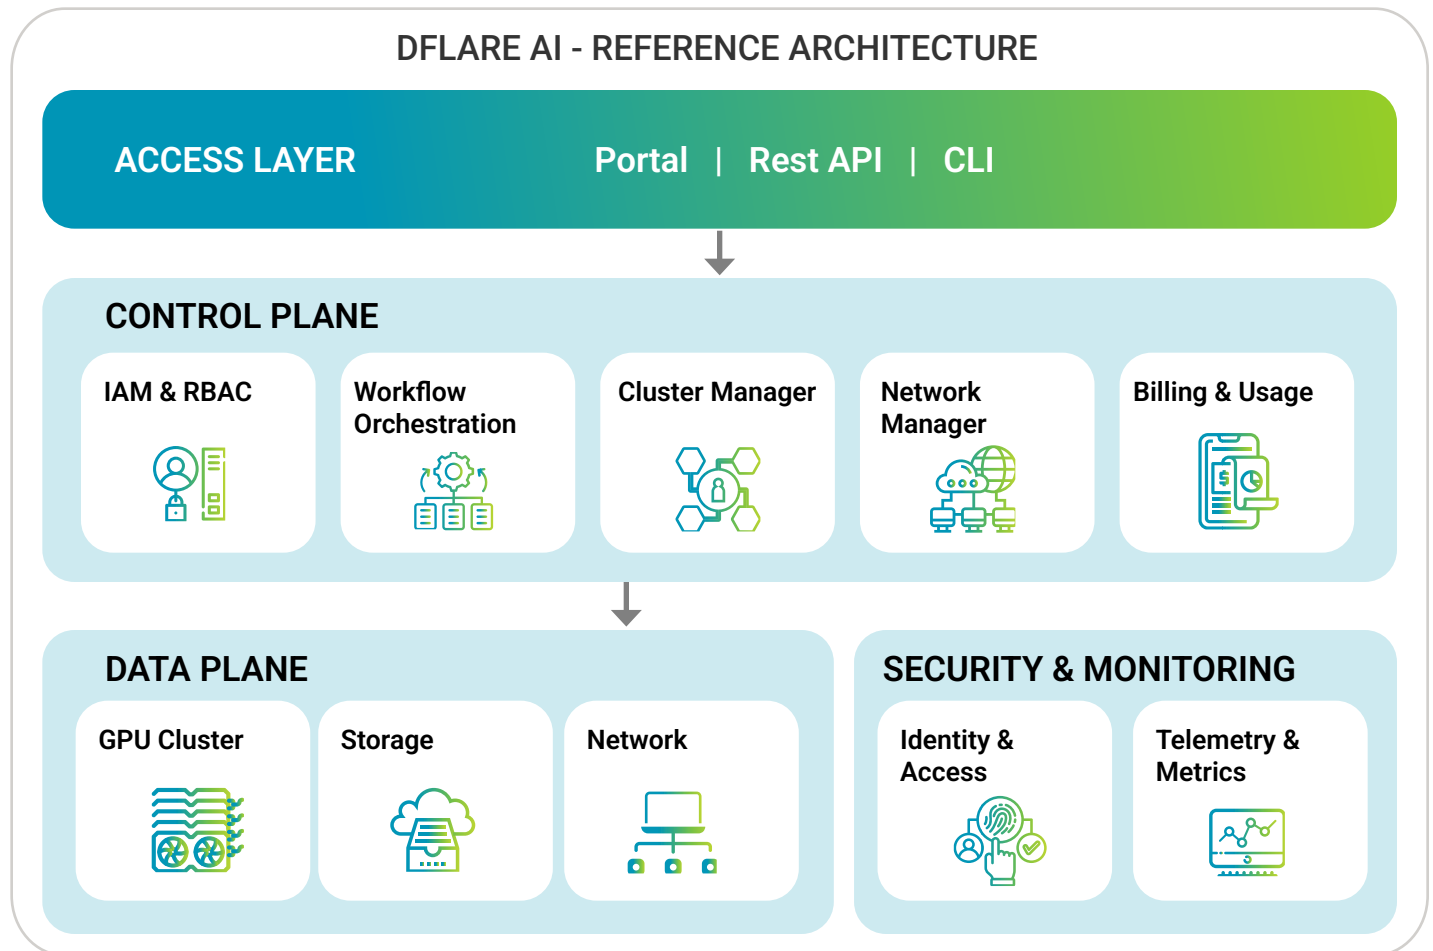 DFLARE AI - REFERENCE ARCHITECTURE
ACCESS LAYER
Portal | Rest API | CLI
CONTROL PLANE
IAM & RBAC
Workflow
Orchestration
Cluster Manager
Network
Manager
Billing & Usage
$
DATA PLANE
GPU Cluster
Storage
Network
SECURITY & MONITORING
Identity &
Access
Telemetry &
Metrics